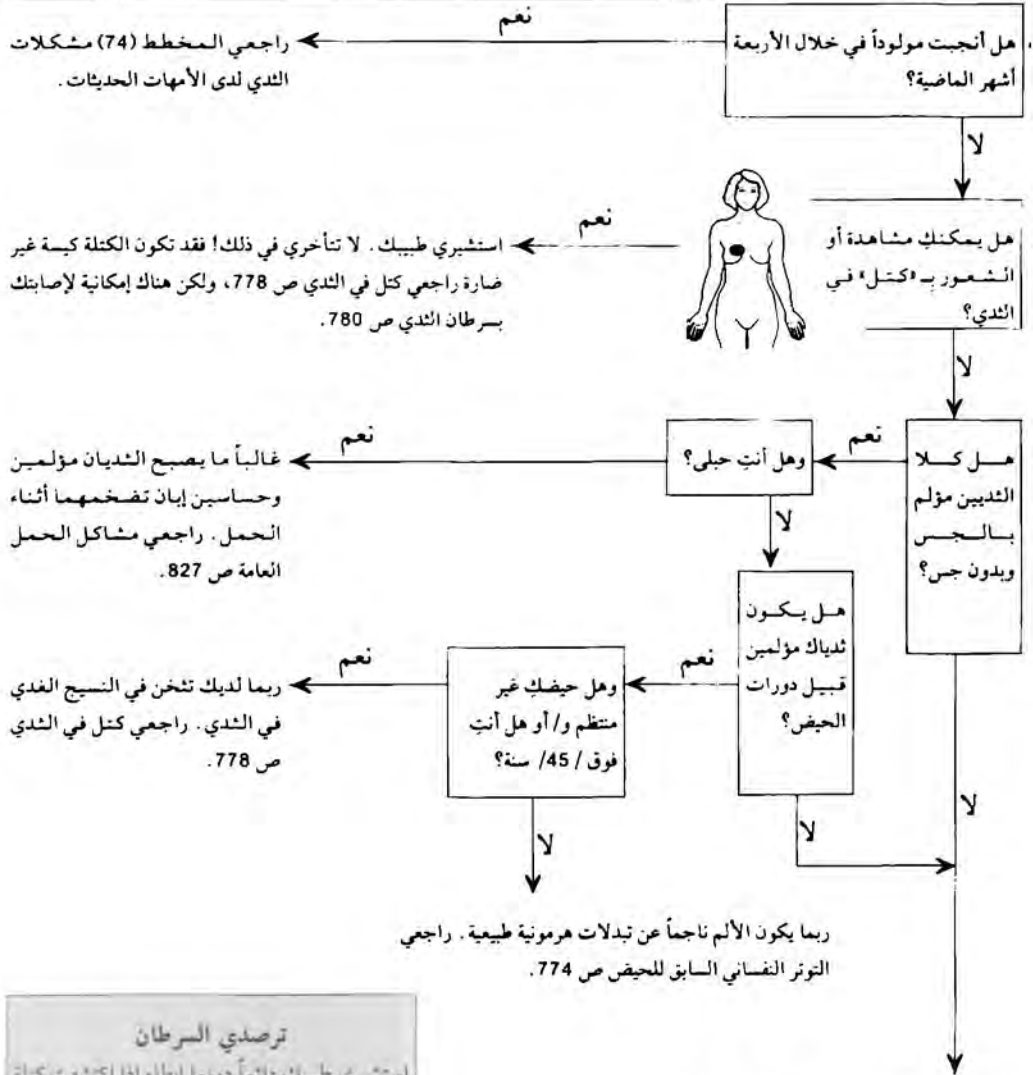 هل أنجبت مولوداً في خلال الأربعة
أشهر الماضية؟
نعم
راجعي المخطط (74) مشكلات
الثدي لدى الأمهات الحديثات.
لا
هل يمكنكِ مشاهدة أو
الشعور بـ «كتل» في
الثدي؟
نعم
استشيري طبيبك. لا تتأخري في ذلك! فقد تكون الكتلة كيسة غير
ضارة راجعي كتل في الثدي ص 778، ولكن هناك إمكانية لإصابتك
بسرطان الثدي ص 780.
لا
هل كلا
الثديين مؤلم
بالجس
وبدون جس؟
نعم
وهل أنتِ حبلى؟
نعم
غالباً ما يصبح الثديان مؤلمين
وحساسين إبان تضخمهما أثناء
الحمل. راجعي مشاكل الحمل
العامة ص 827.
لا
هل يكون
ثدياك مؤلمين
قبيل دورات
الحيض؟
نعم
وهل حيضكِ غير
منتظم و/أو هل أنتِ
فوق /45/ سنة؟
نعم
ربما لديك تثخن في النسيج الغدي
في الثدي. راجعي كتل في الثدي
ص 778.
لا
لا
لا
ربما يكون الألم ناجماً عن تبدلات هرمونية طبيعية. راجعي
التوتر النفساني السابق للحيض ص 774.
ترصدي السرطان